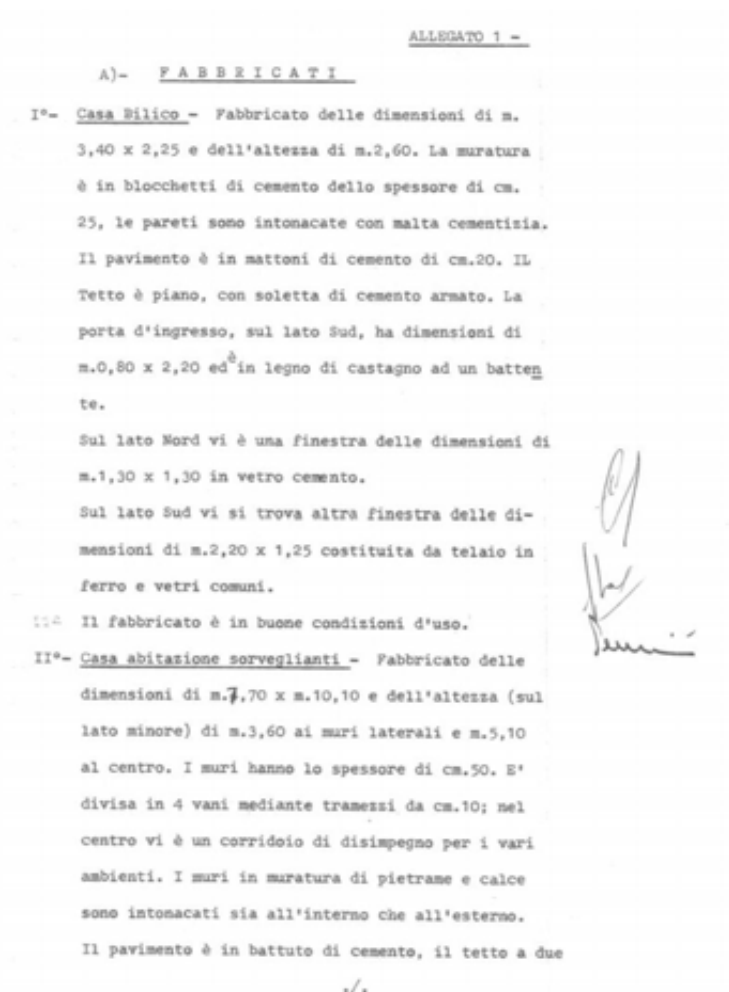 ALLEGATO 1 -
A)- F A B B R I C A T I
I°- Casa Bilico - Fabbricato delle dimensioni di m.
3,40 x 2,25 e dell'altezza di m.2,60. La muratura
è in blocchetti di cemento dello spessore di cm.
25, le pareti sono intonacate con malta cementizia.
Il pavimento è in mattoni di cemento di cm.20. IL
Tetto è piano, con soletta di cemento armato. La
porta d'ingresso, sul lato Sud, ha dimensioni di
m.0,80 x 2,20 ed è in legno di castagno ad un batten
te.
Sul lato Nord vi è una finestra delle dimensioni di
m.1,30 x 1,30 in vetro cemento.
Sul lato Sud vi si trova altra finestra delle di-
mensioni di m.2,20 x 1,25 costituita da telaio in
ferro e vetri comuni.
Il fabbricato è in buone condizioni d'uso.
II°- Casa abitazione sorveglianti - Fabbricato delle
dimensioni di m.7,70 x m.10,10 e dell'altezza (sul
lato minore) di m.3,60 ai muri laterali e m.5,10
al centro. I muri hanno lo spessore di cm.50. E'
divisa in 4 vani mediante tramezzi da cm.10; nel
centro vi è un corridoio di disimpegno per i vari
ambienti. I muri in muratura di pietrame e calce
sono intonacati sia all'interno che all'esterno.
Il pavimento è in battuto di cemento, il tetto a due
./.